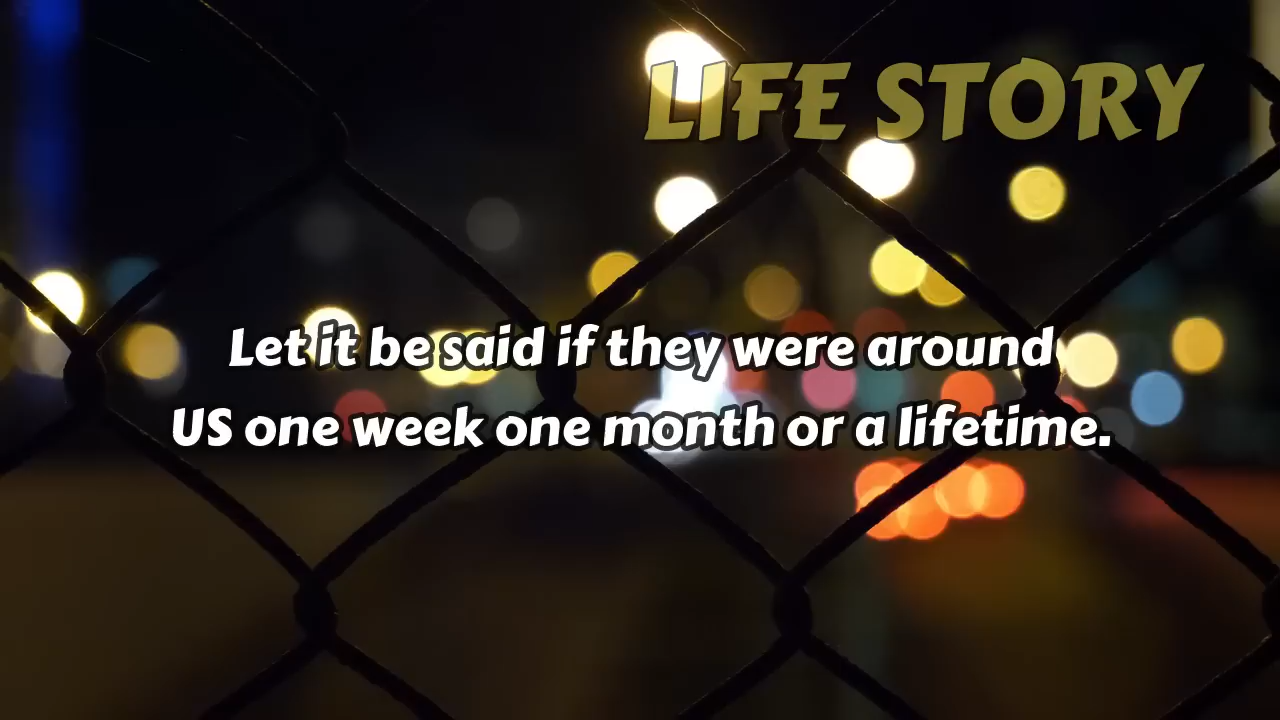 LIFE STORY
Let it be said if they were around
US one week one month or a lifetime.